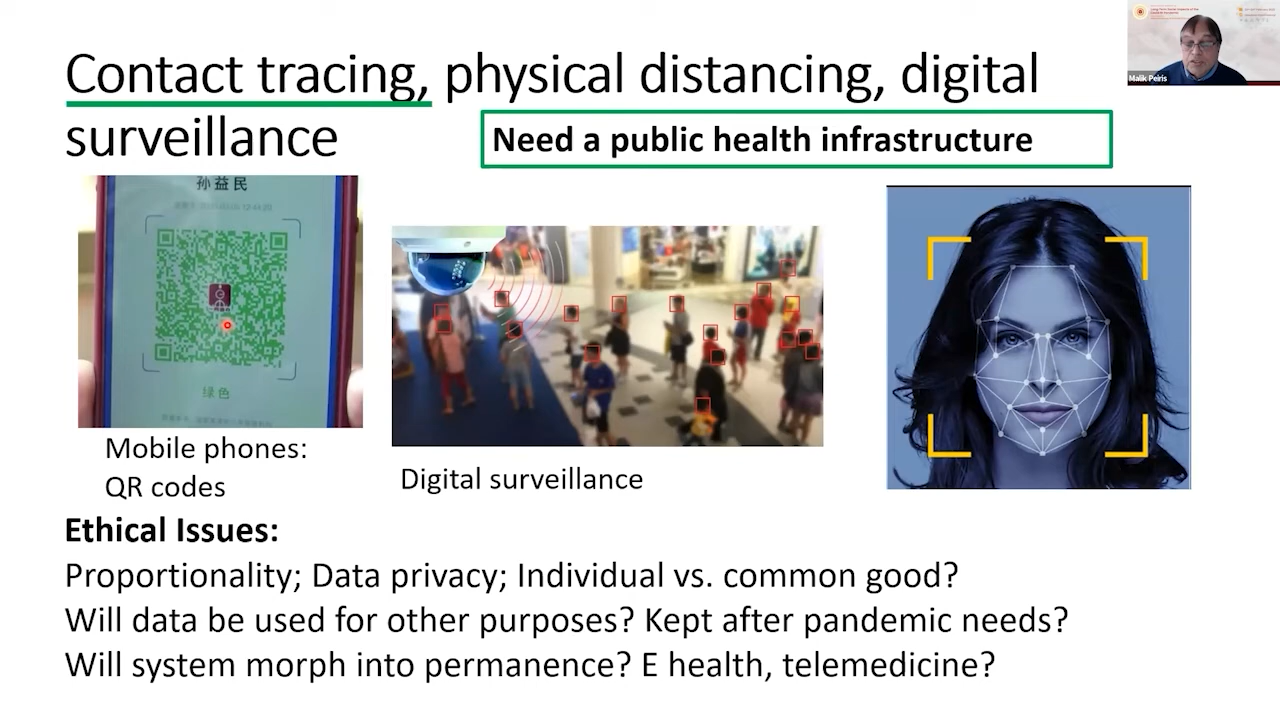 Contact tracing, physical distancing, digital
surveillance
Need a public health infrastructure
Malik Peiris
孙益民
绿色
Mobile phones:
QR codes
Digital surveillance
Ethical Issues:
Proportionality; Data privacy; Individual vs. common good?
Will data be used for other purposes? Kept after pandemic needs?
Will system morph into permanence? E health, telemedicine?